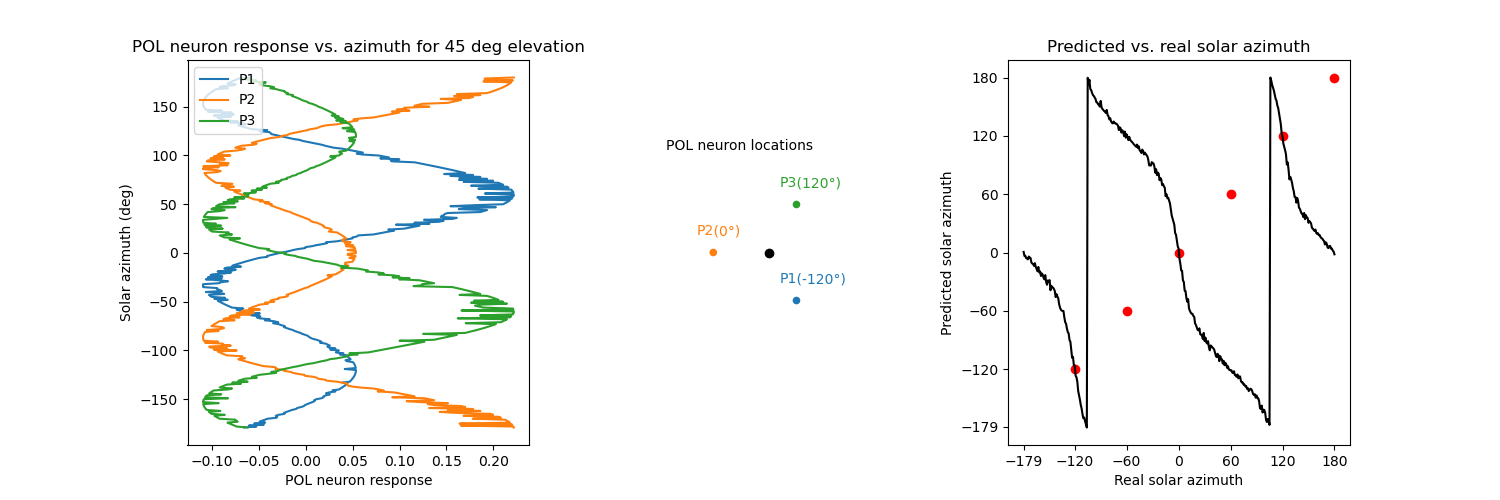 POL neuron response vs. azimuth for 45 deg elevation
P1
P2
P3
150
100
50
0
−50
−100
−150
Solar azimuth (deg)
−0.10 −0.05 0.00 0.05 0.10 0.15 0.20
POL neuron response
POL neuron locations
P3(120°)
P2(0°)
P1(-120°)
Predicted vs. real solar azimuth
180
120
60
0
−60
−120
−179
Predicted solar azimuth
−179 −120 −60 0 60 120 180
Real solar azimuth